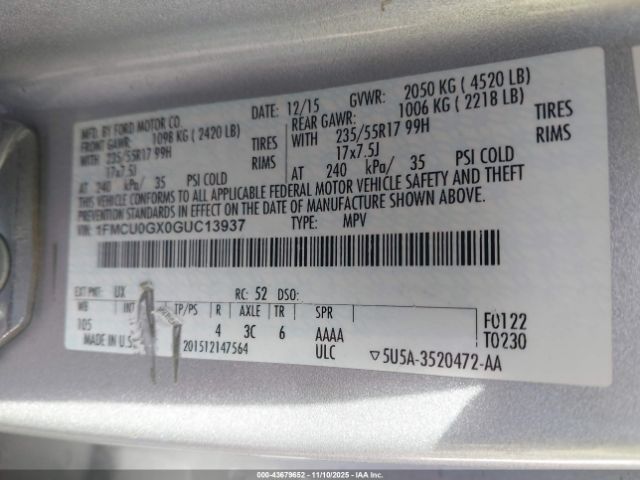 MFD. BY FORD MOTOR CO. DATE: 12/15 GVWR: 2050 KG ( 4520 LB)
FRONT GAWR: 1098 KG ( 2420 LB) REAR GAWR: 1006 KG ( 2218 LB)
WITH 235/55R17 99H TIRES WITH 235/55R17 99H TIRES
17x7.5J RIMS 17x7.5J RIMS
AT 240 kPa/ 35 PSI COLD AT 240 kPa/ 35 PSI COLD
THIS VEHICLE CONFORMS TO ALL APPLICABLE FEDERAL MOTOR VEHICLE SAFETY AND THEFT
PREVENTION STANDARDS IN EFFECT ON THE DATE OF MANUFACTURE SHOWN ABOVE.
VIN: 1FMCU0GX0GUC13937 TYPE: MPV
EXT PNT: UX RC: 52 DSO:
WB INT TP/PS R AXLE TR SPR
105 4 3C 6 AAAA F0122
MADE IN U.S. 201512147564 ULC T0230
5U5A-3520472-AA
000-43679652 - 11/10/2025 - IAA Inc.